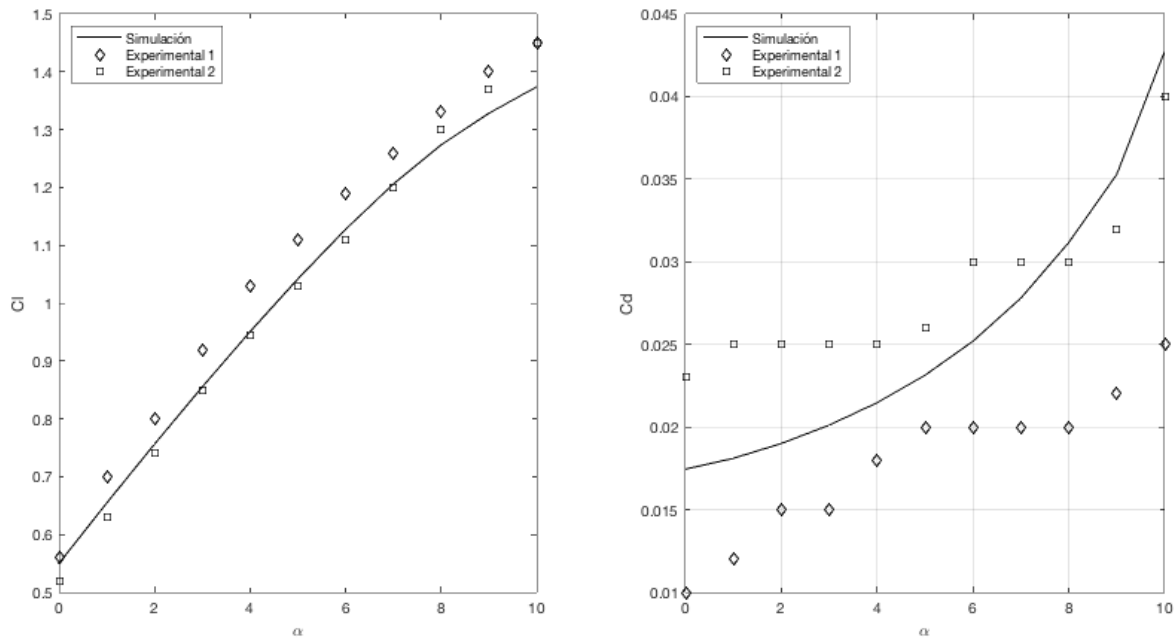 1.5
1.4
1.3
1.2
1.1
1
0.9
0.8
0.7
0.6
0.5
Cl
0 2 4 6 8 10
α
Simulación
Experimental 1
Experimental 2
0.045
0.04
0.035
0.03
0.025
0.02
0.015
0.01
Cd
0 2 4 6 8 10
α
Simulación
Experimental 1
Experimental 2